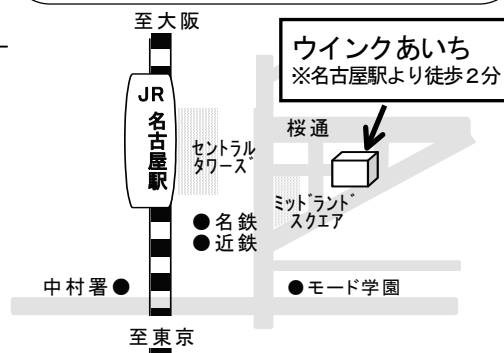 至大阪
ウインクあいち
※名古屋駅より徒歩２分
JR
名古屋駅
桜通
セントラル
タワーズ
ミッドランド
スクエア
●名鉄
●近鉄
中村署●
●モード学園
至東京